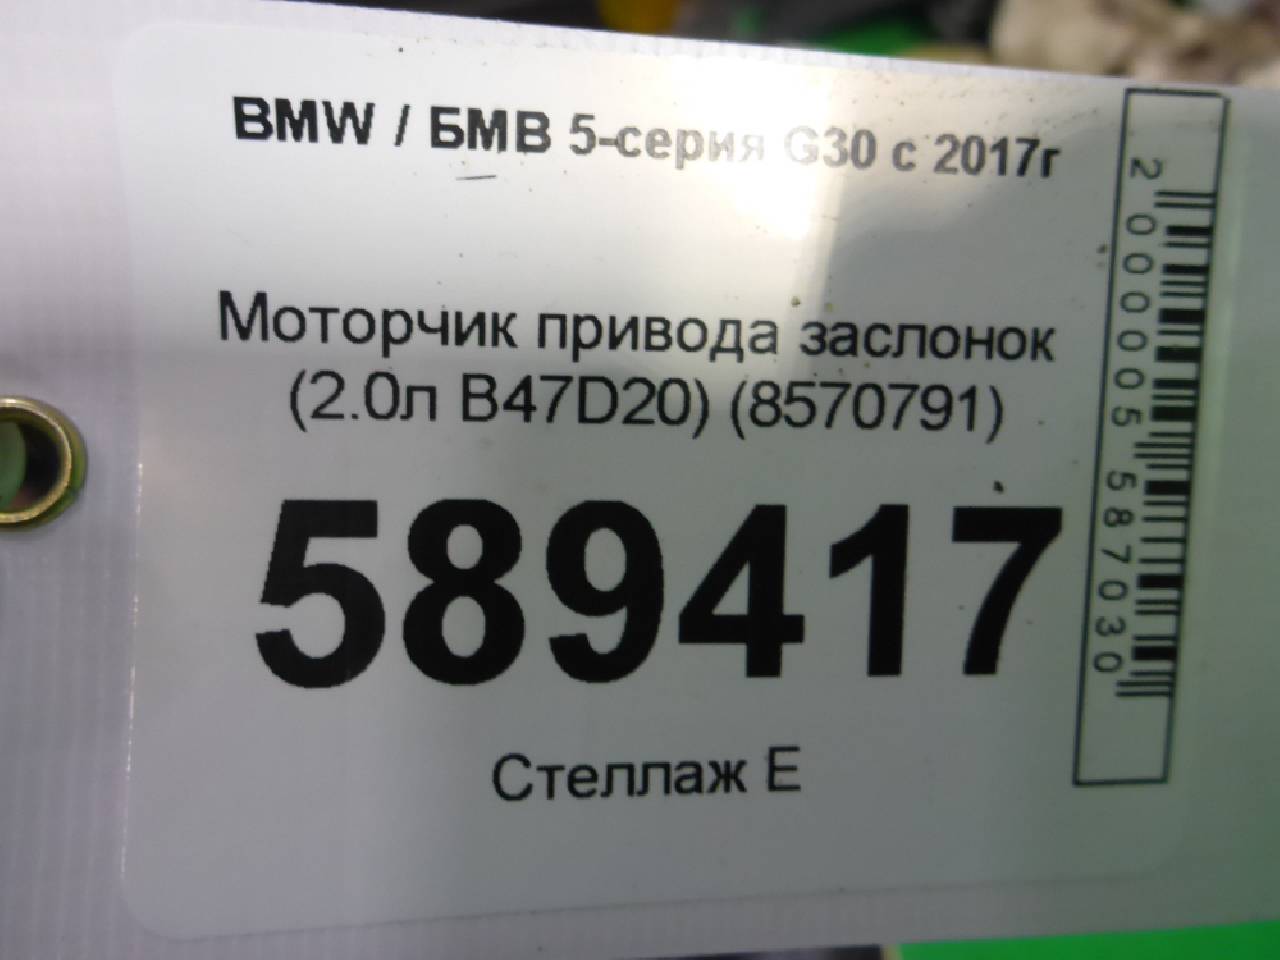 BMW / БМВ 5-серия G30 с 2017г
Моторчик привода заслонок
(2.0л B47D20) (8570791)
589417
Стеллаж Е
2000005587030